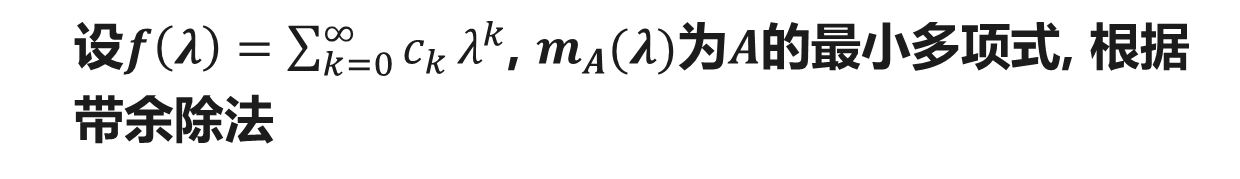 设f(λ) = ∑_{k=0}^{∞} c_k λ^k, m_A(λ)为A的最小多项式, 根据
带余除法